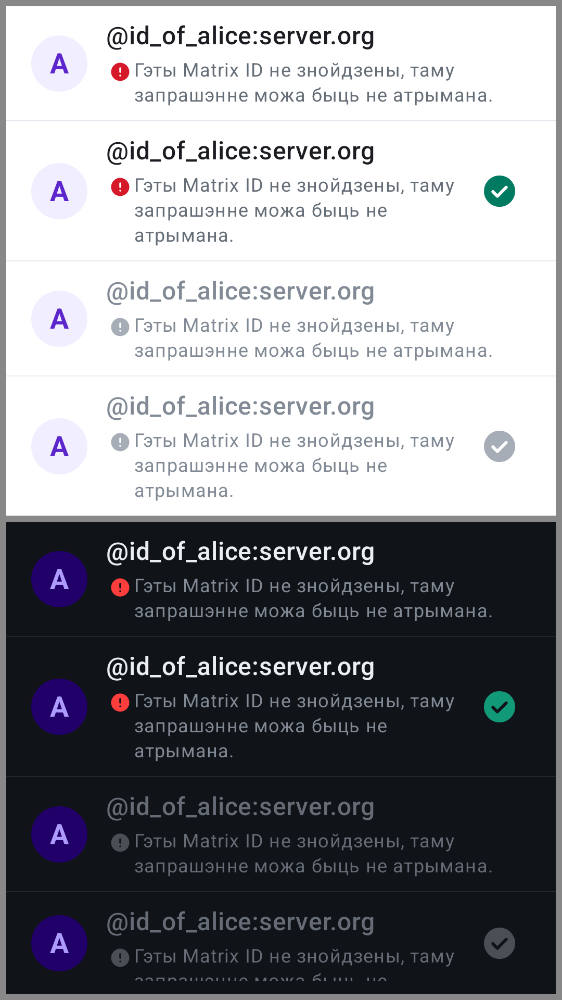 @id_of_alice:server.org
A
Гэты Matrix ID не знойдзены, таму
запрашэнне можа быць не атрымана.
@id_of_alice:server.org
A
Гэты Matrix ID не знойдзены, таму
запрашэнне можа быць не
атрымана.
@id_of_alice:server.org
A
Гэты Matrix ID не знойдзены, таму
запрашэнне можа быць не атрымана.
@id_of_alice:server.org
A
Гэты Matrix ID не знойдзены, таму
запрашэнне можа быць не
атрымана.
@id_of_alice:server.org
A
Гэты Matrix ID не знойдзены, таму
запрашэнне можа быць не атрымана.
@id_of_alice:server.org
A
Гэты Matrix ID не знойдзены, таму
запрашэнне можа быць не
атрымана.
@id_of_alice:server.org
A
Гэты Matrix ID не знойдзены, таму
запрашэнне можа быць не атрымана.
@id_of_alice:server.org
A
Гэты Matrix ID не знойдзены, таму